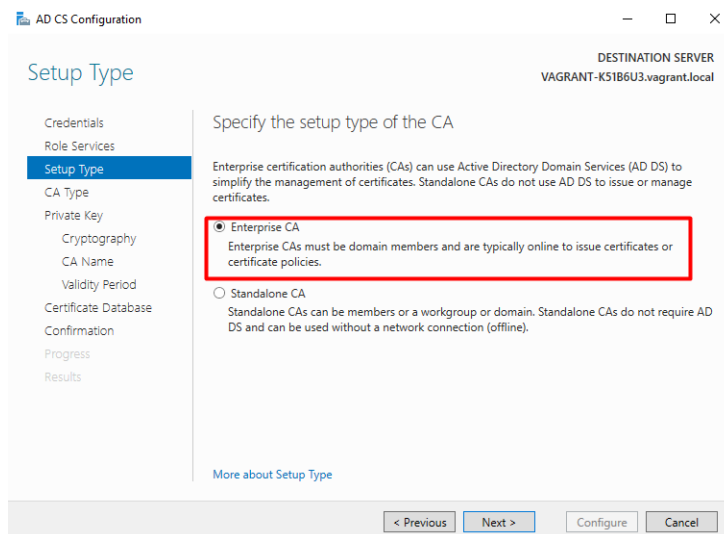 AD CS Configuration
DESTINATION SERVER
VAGRANT-K51B6U3.vagrant.local
Setup Type
Credentials
Role Services
Setup Type
CA Type
Private Key
Cryptography
CA Name
Validity Period
Certificate Database
Confirmation
Progress
Results
Specify the setup type of the CA
Enterprise certification authorities (CAs) can use Active Directory Domain Services (AD DS) to
simplify the management of certificates. Standalone CAs do not use AD DS to issue or manage
certificates.
Enterprise CA
Enterprise CAs must be domain members and are typically online to issue certificates or
certificate policies.
Standalone CA
Standalone CAs can be members or a workgroup or domain. Standalone CAs do not require AD
DS and can be used without a network connection (offline).
More about Setup Type
< Previous
Next >
Configure
Cancel